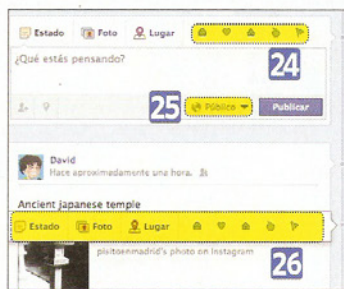 Estado Foto Lugar
24
¿Qué estás pensando?
25 Público Publicar
David
Hace aproximadamente una hora.
Ancient japanese temple
Estado Foto Lugar
pisitoenmadrid's photo on Instagram
26